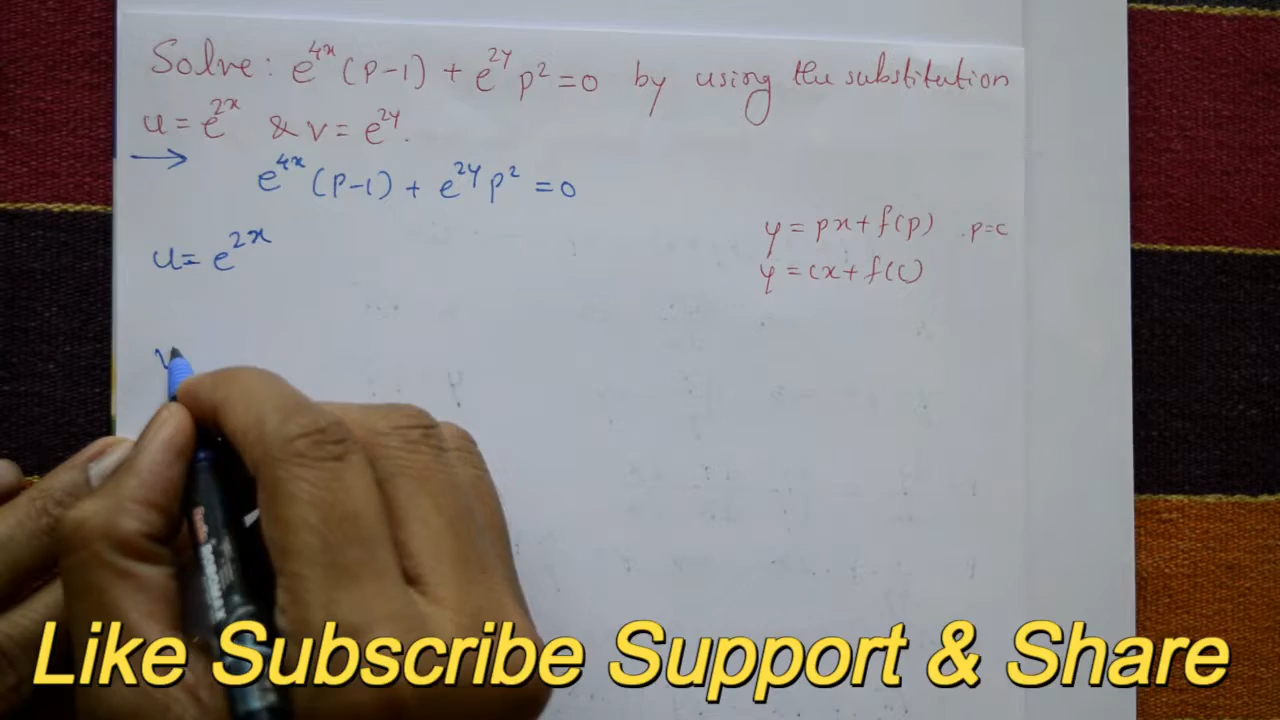 Solve: e^{4x}(p-1) + e^{2y} p^2 = 0 by using the substitution
u = e^{2x} & v = e^{2y}.
→ e^{4x}(p-1) + e^{2y} p^2 = 0
y = px + f(p) . p=c
u = e^{2x}
y = cx + f(c)
v
Like Subscribe Support & Share